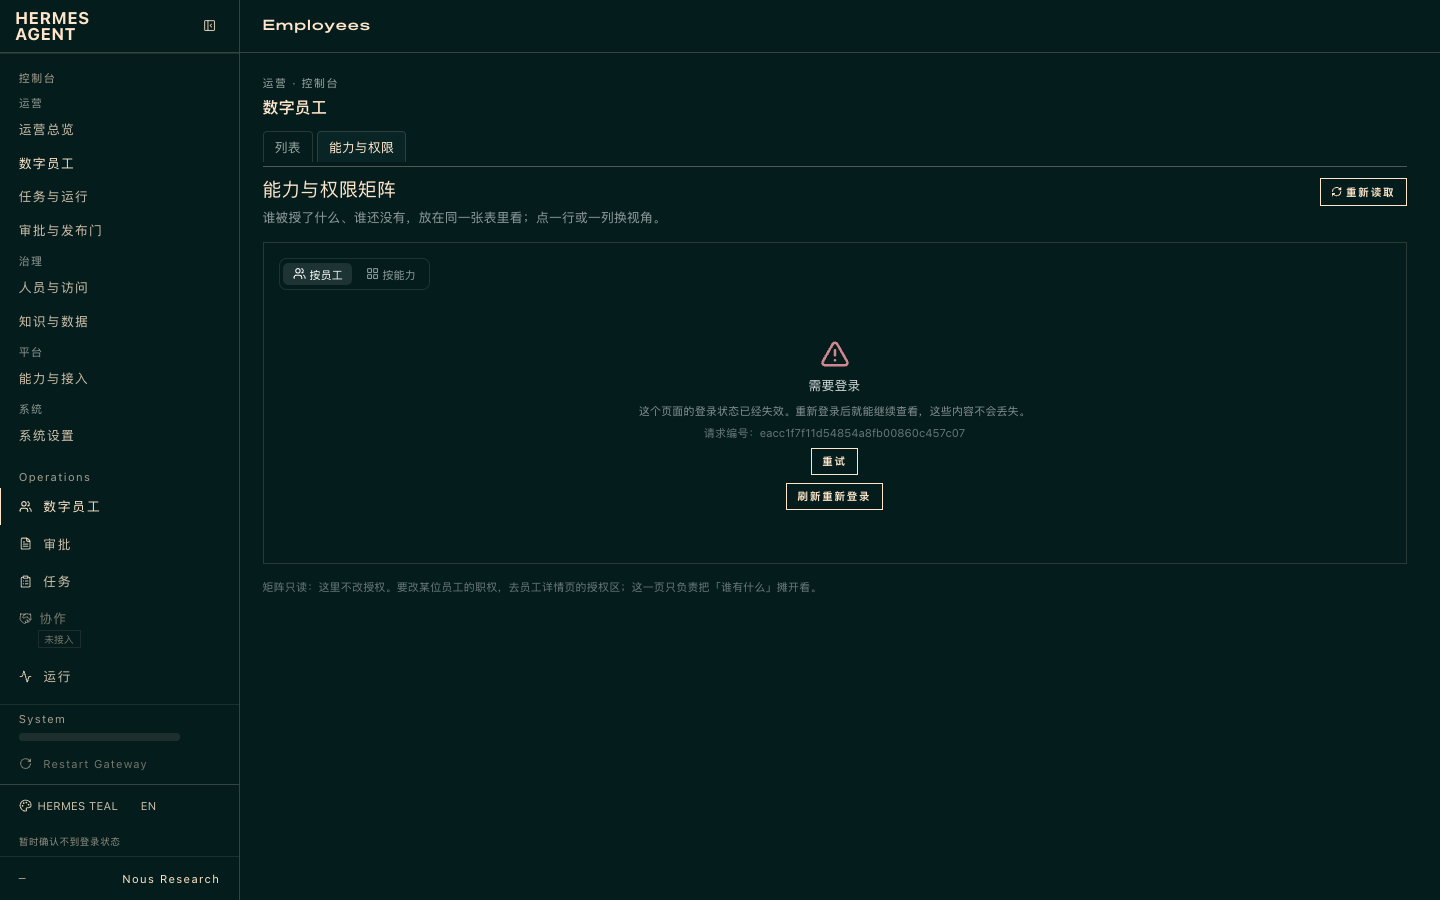 HERMES
AGENT
控制台
运营
运营总览
数字员工
任务与运行
审批与发布门
治理
人员与访问
知识与数据
平台
能力与接入
系统
系统设置
Operations
数字员工
审批
任务
协作
未接入
运行
System
Restart Gateway
HERMES TEAL EN
暂时确认不到登录状态
– Nous Research
Employees
运营 · 控制台
数字员工
列表 能力与权限
能力与权限矩阵
重新读取
谁被授了什么、谁还没有，放在同一张表里看；点一行或一列换视角。
按员工 按能力
需要登录
这个页面的登录状态已经失效。重新登录后就能继续查看，这些内容不会丢失。
请求编号：eacc1f7f11d54854a8fb00860c457c07
重试
刷新重新登录
矩阵只读：这里不改授权。要改某位员工的职权，去员工详情页的授权区；这一页只负责把「谁有什么」摊开看。